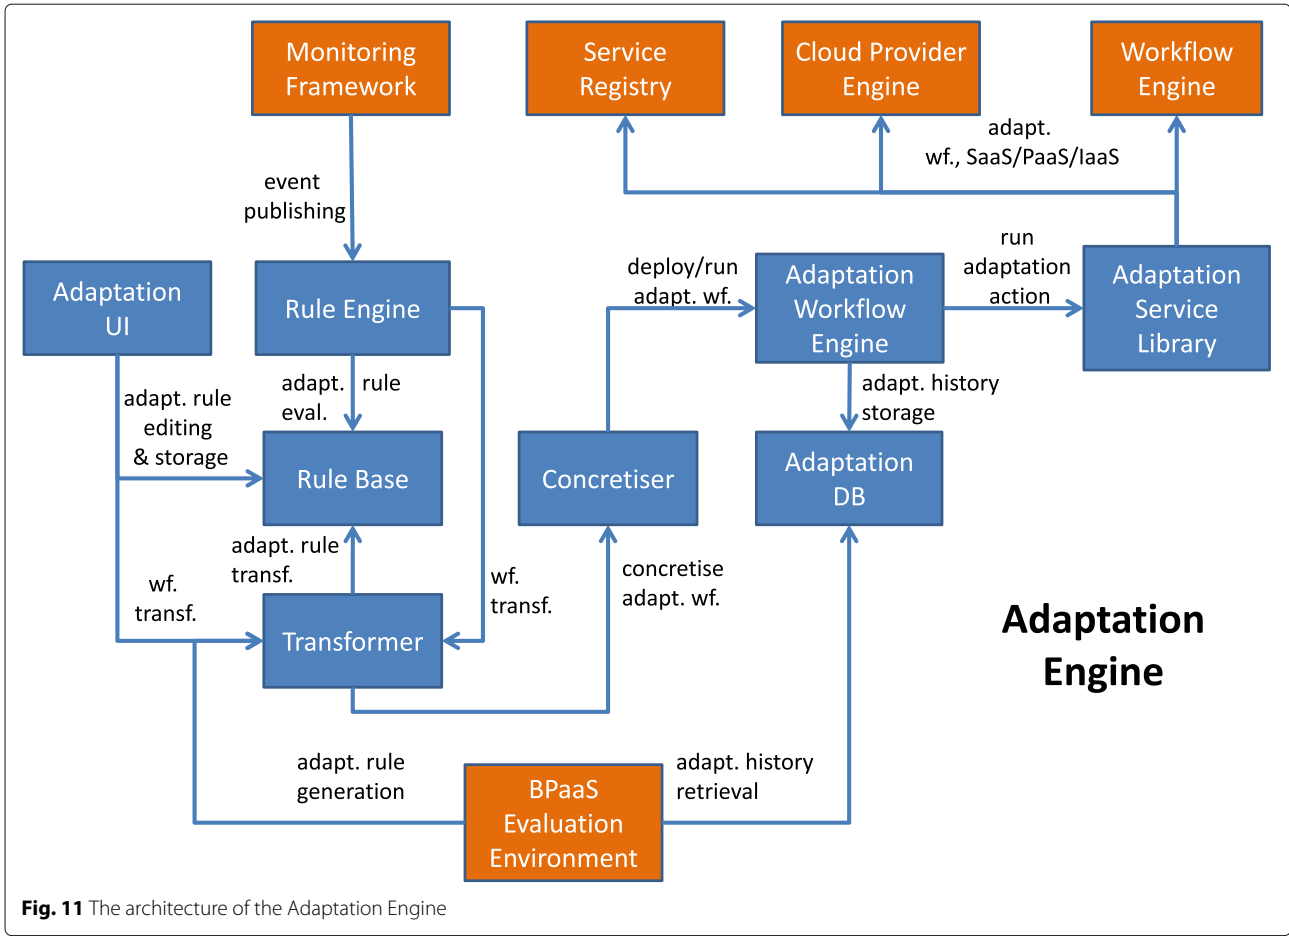 Monitoring
Framework
Service
Registry
Cloud Provider
Engine
Workflow
Engine
adapt.
wf., SaaS/PaaS/IaaS
event
publishing
Adaptation
UI
Rule Engine
deploy/run
adapt. wf.
Adaptation
Workflow
Engine
run
adaptation
action
Adaptation
Service
Library
adapt. rule
editing
& storage
adapt. rule
eval.
adapt. history
storage
Rule Base
Concretiser
Adaptation
DB
adapt. rule
transf.
wf.
transf.
wf.
transf.
concretise
adapt. wf.
Transformer
Adaptation
Engine
adapt. rule
generation
BPaaS
Evaluation
Environment
adapt. history
retrieval
Fig. 11 The architecture of the Adaptation Engine